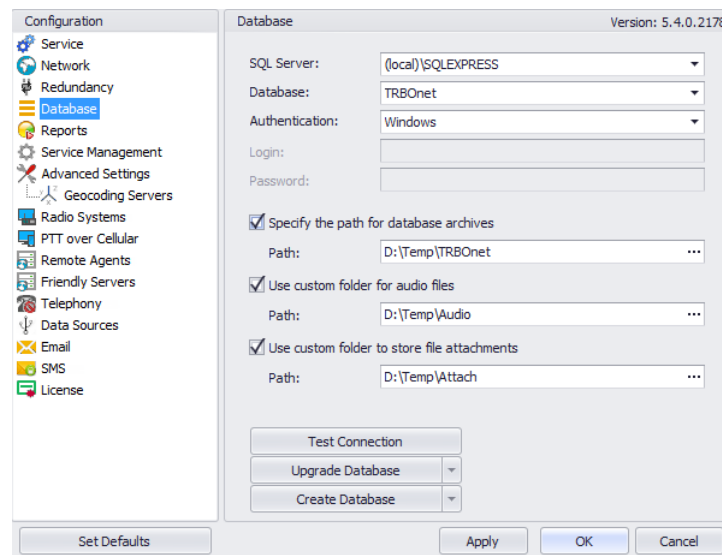 Configuration
Service
Network
Redundancy
Database
Reports
Service Management
Advanced Settings
Geocoding Servers
Radio Systems
PTT over Cellular
Remote Agents
Friendly Servers
Telephony
Data Sources
Email
SMS
License
Set Defaults
Database Version: 5.4.0.2178
SQL Server: (local)\SQLEXPRESS
Database: TRBOnet
Authentication: Windows
Login:
Password:
Specify the path for database archives
Path: D:\Temp\TRBOnet ...
Use custom folder for audio files
Path: D:\Temp\Audio ...
Use custom folder to store file attachments
Path: D:\Temp\Attach ...
Test Connection
Upgrade Database
Create Database
Apply OK Cancel